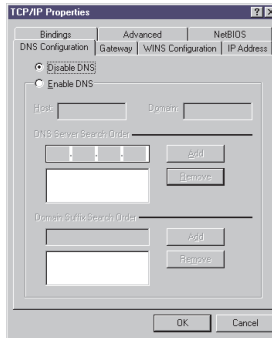 TCP/IP Properties
Bindings Advanced NetBIOS
DNS Configuration Gateway WINS Configuration IP Address
Disable DNS
Enable DNS
Host: Domain:
DNS Server Search Order
Add
Remove
Domain Suffix Search Order
Add
Remove
OK Cancel